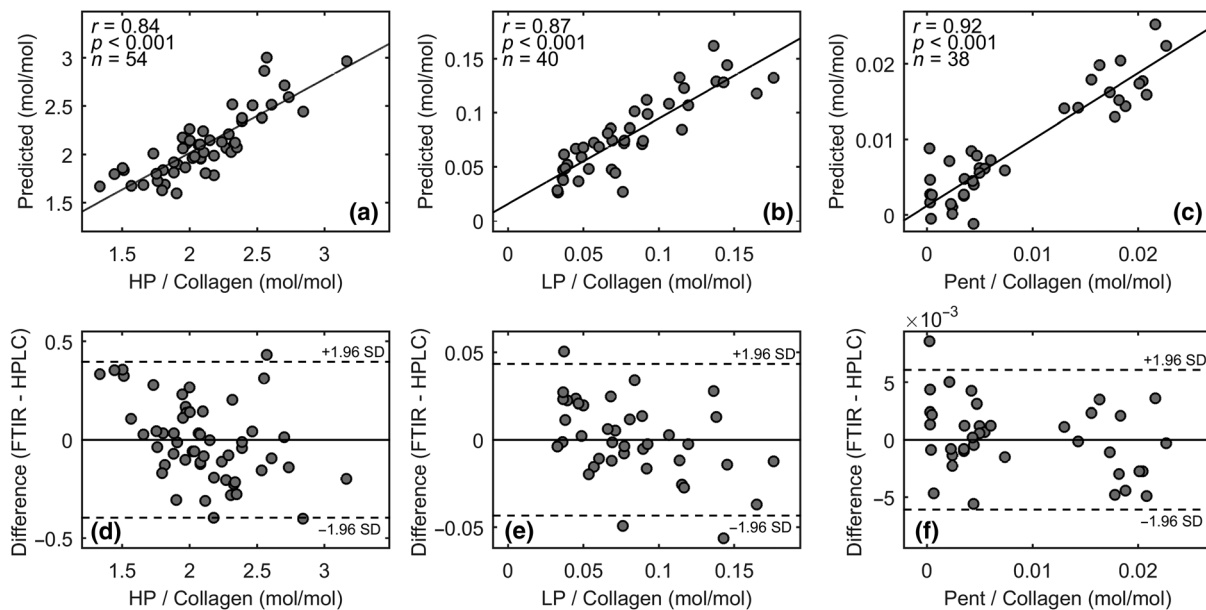 r = 0.84
p < 0.001
n = 54
3.0
2.5
2.0
1.5
Predicted (mol/mol)
(a)
1.5 2 2.5 3
HP / Collagen (mol/mol)
r = 0.87
p < 0.001
n = 40
0.15
0.10
0.05
0
Predicted (mol/mol)
(b)
0 0.05 0.10 0.15
LP / Collagen (mol/mol)
r = 0.92
p < 0.001
n = 38
0.02
0.01
0
Predicted (mol/mol)
(c)
0 0.01 0.02
Pent / Collagen (mol/mol)
0.5
0
−0.5
Difference (FTIR - HPLC)
+1.96 SD
−1.96 SD
(d)
1.5 2 2.5 3
HP / Collagen (mol/mol)
0.05
0
−0.05
Difference (FTIR - HPLC)
+1.96 SD
−1.96 SD
(e)
0 0.05 0.10 0.15
LP / Collagen (mol/mol)
×10⁻³
5
0
−5
Difference (FTIR - HPLC)
+1.96 SD
−1.96 SD
(f)
0 0.01 0.02
Pent / Collagen (mol/mol)